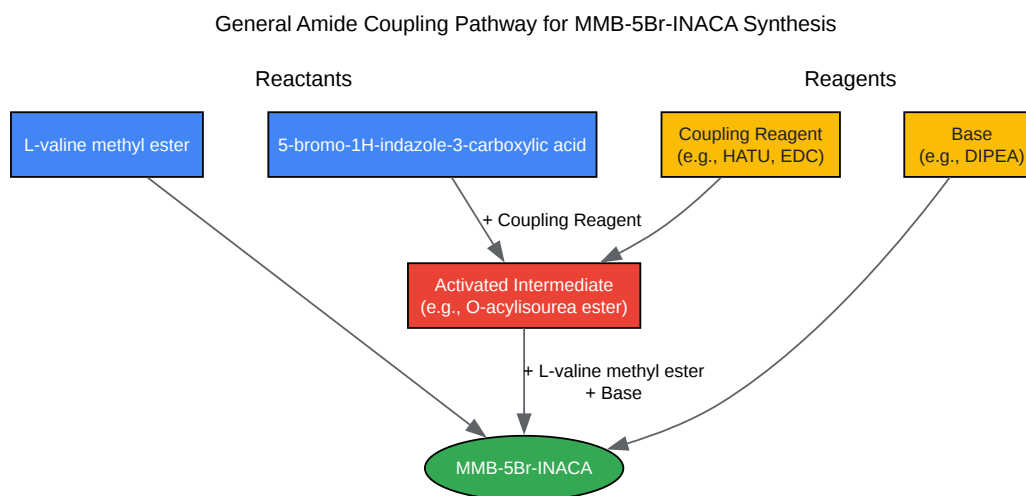 General Amide Coupling Pathway for MMB-5Br-INACA Synthesis
Reactants
Reagents
L-valine methyl ester
5-bromo-1H-indazole-3-carboxylic acid
Coupling Reagent
(e.g., HATU, EDC)
Base
(e.g., DIPEA)
+ Coupling Reagent
Activated Intermediate
(e.g., O-acylisourea ester)
+ L-valine methyl ester
+ Base
MMB-5Br-INACA